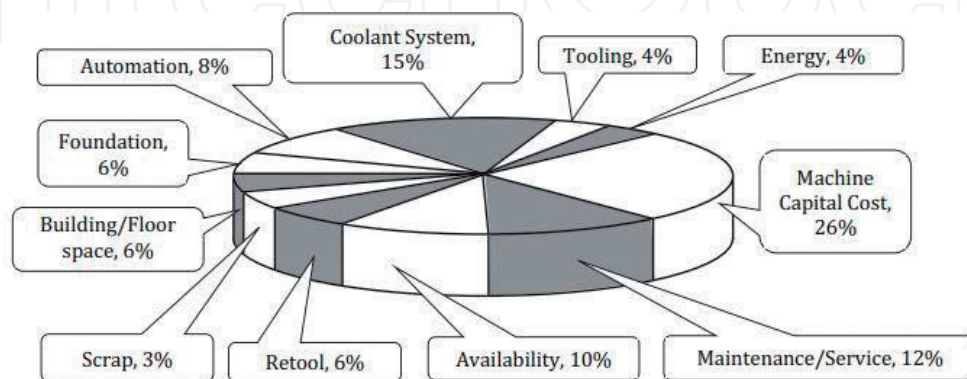 Coolant System,
15%
Tooling, 4%
Energy, 4%
Automation, 8%
Foundation,
6%
Machine
Capital Cost,
26%
Building/Floor
space, 6%
Scrap, 3%
Retool, 6%
Availability, 10%
Maintenance/Service, 12%